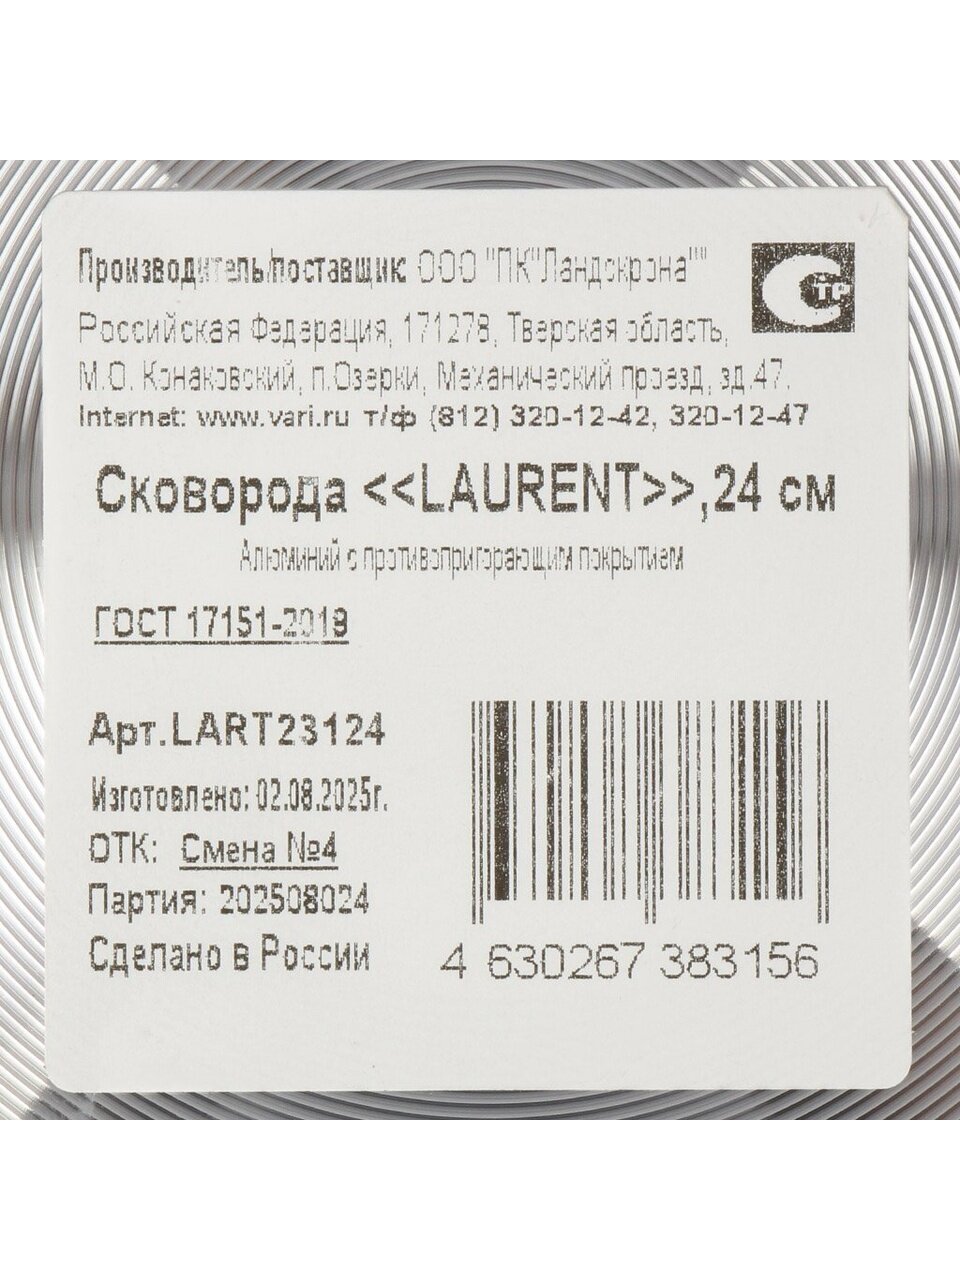 Производитель/поставщик: ООО "ПК"Ландскрона""
Российская Федерация, 171278, Тверская область,
М.О. Конаковский, п.Озерки, Механический проезд, зд.47.
Internet: www.vari.ru т/ф (812) 320-12-42, 320-12-47
Сковорода <<LAURENT>>,24 см
Алюминий с противопригорающим покрытием
ГОСТ 17151-2019
Арт.LART23124
Изготовлено: 02.08.2025г.
ОТК: Смена №4
Партия: 202508024
Сделано в России
4 630267 383156
СТР